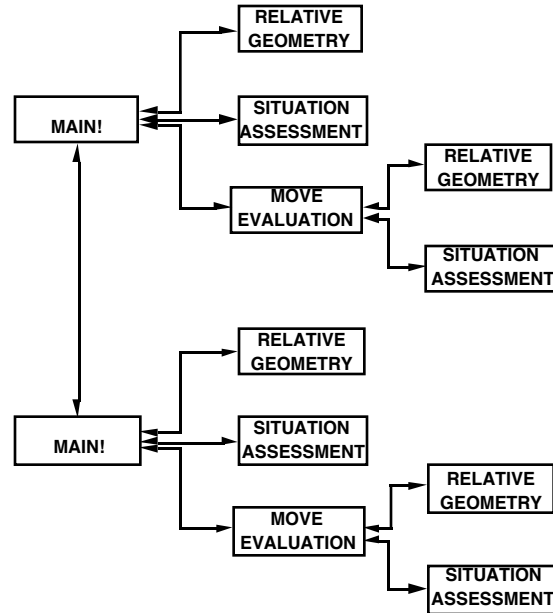 RELATIVE
GEOMETRY
MAIN!
SITUATION
ASSESSMENT
RELATIVE
GEOMETRY
MOVE
EVALUATION
SITUATION
ASSESSMENT
RELATIVE
GEOMETRY
MAIN!
SITUATION
ASSESSMENT
RELATIVE
GEOMETRY
MOVE
EVALUATION
SITUATION
ASSESSMENT